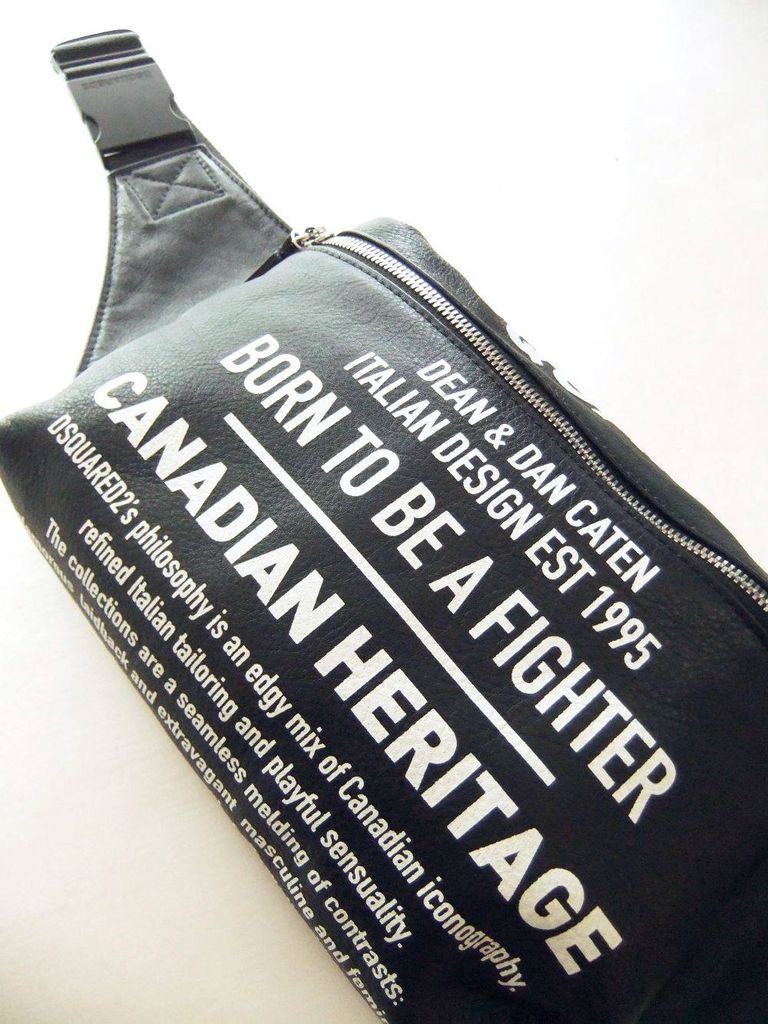 DEAN & DAN CATEN
ITALIAN DESIGN EST 1995
BORN TO BE A FIGHTER
CANADIAN HERITAGE
DSQUARED2's philosophy is an edgy mix of Canadian iconography,
refined Italian tailoring and playful sensuality.
The collections are a seamless melding of contrasts:
laidback and extravagant, masculine and